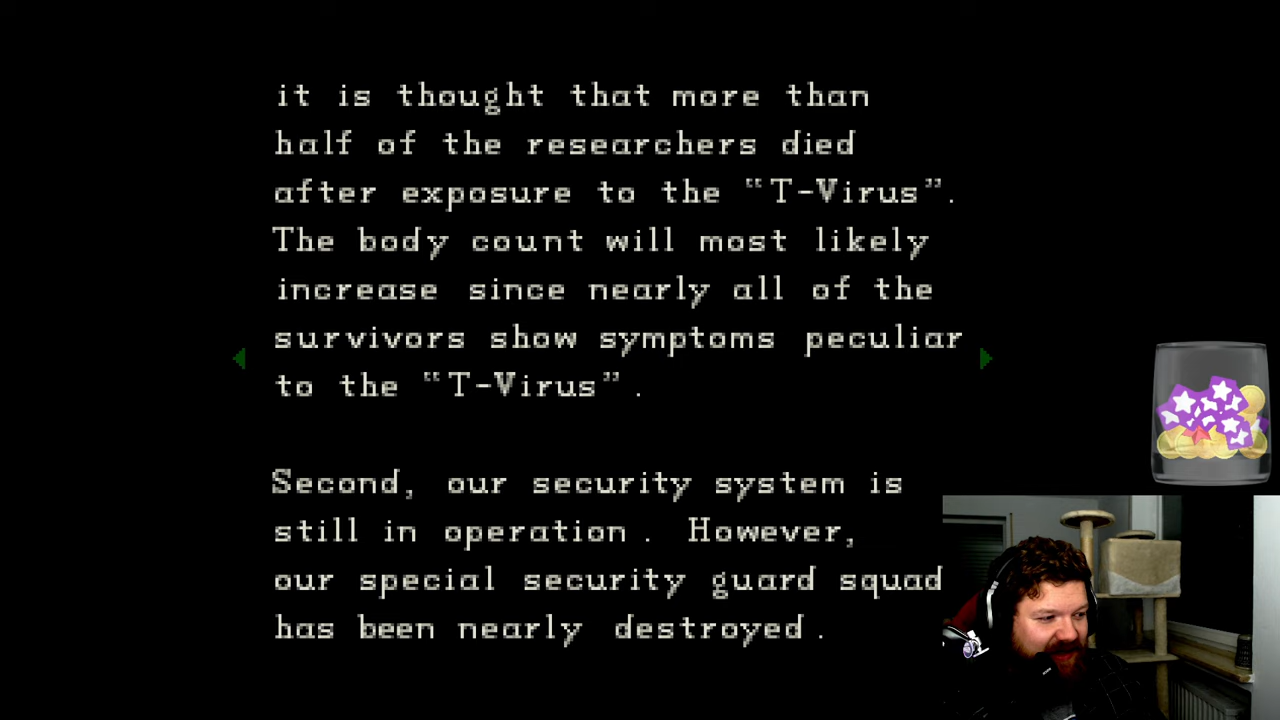 it is thought that more than
half of the researchers died
after exposure to the “T-Virus”.
The body count will most likely
increase since nearly all of the
survivors show symptoms peculiar
to the “T-Virus” .
Second, our security system is
still in operation . However,
our special security guard squad
has been nearly destroyed .